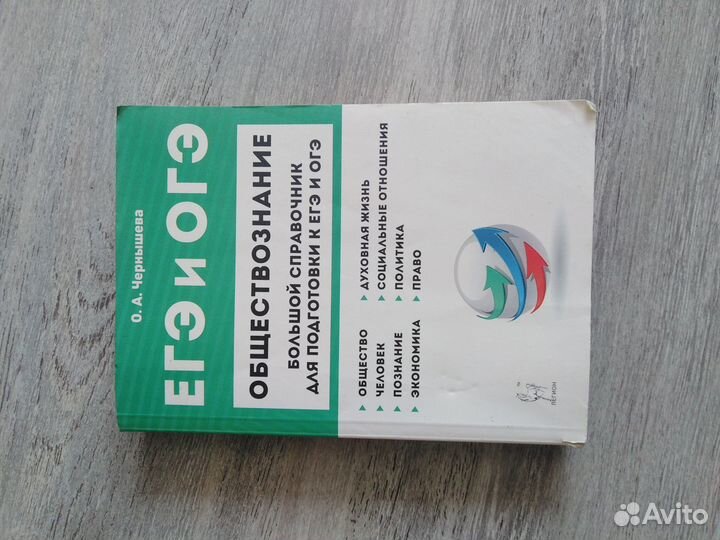 О. А. Чернышева
ЕГЭ и ОГЭ
ОБЩЕСТВОЗНАНИЕ
БОЛЬШОЙ СПРАВОЧНИК
ДЛЯ ПОДГОТОВКИ К ЕГЭ И ОГЭ
ОБЩЕСТВО
ЧЕЛОВЕК
ПОЗНАНИЕ
ЭКОНОМИКА
ДУХОВНАЯ ЖИЗНЬ
СОЦИАЛЬНЫЕ ОТНОШЕНИЯ
ПОЛИТИКА
ПРАВО
ЛЕГИОН
Avito